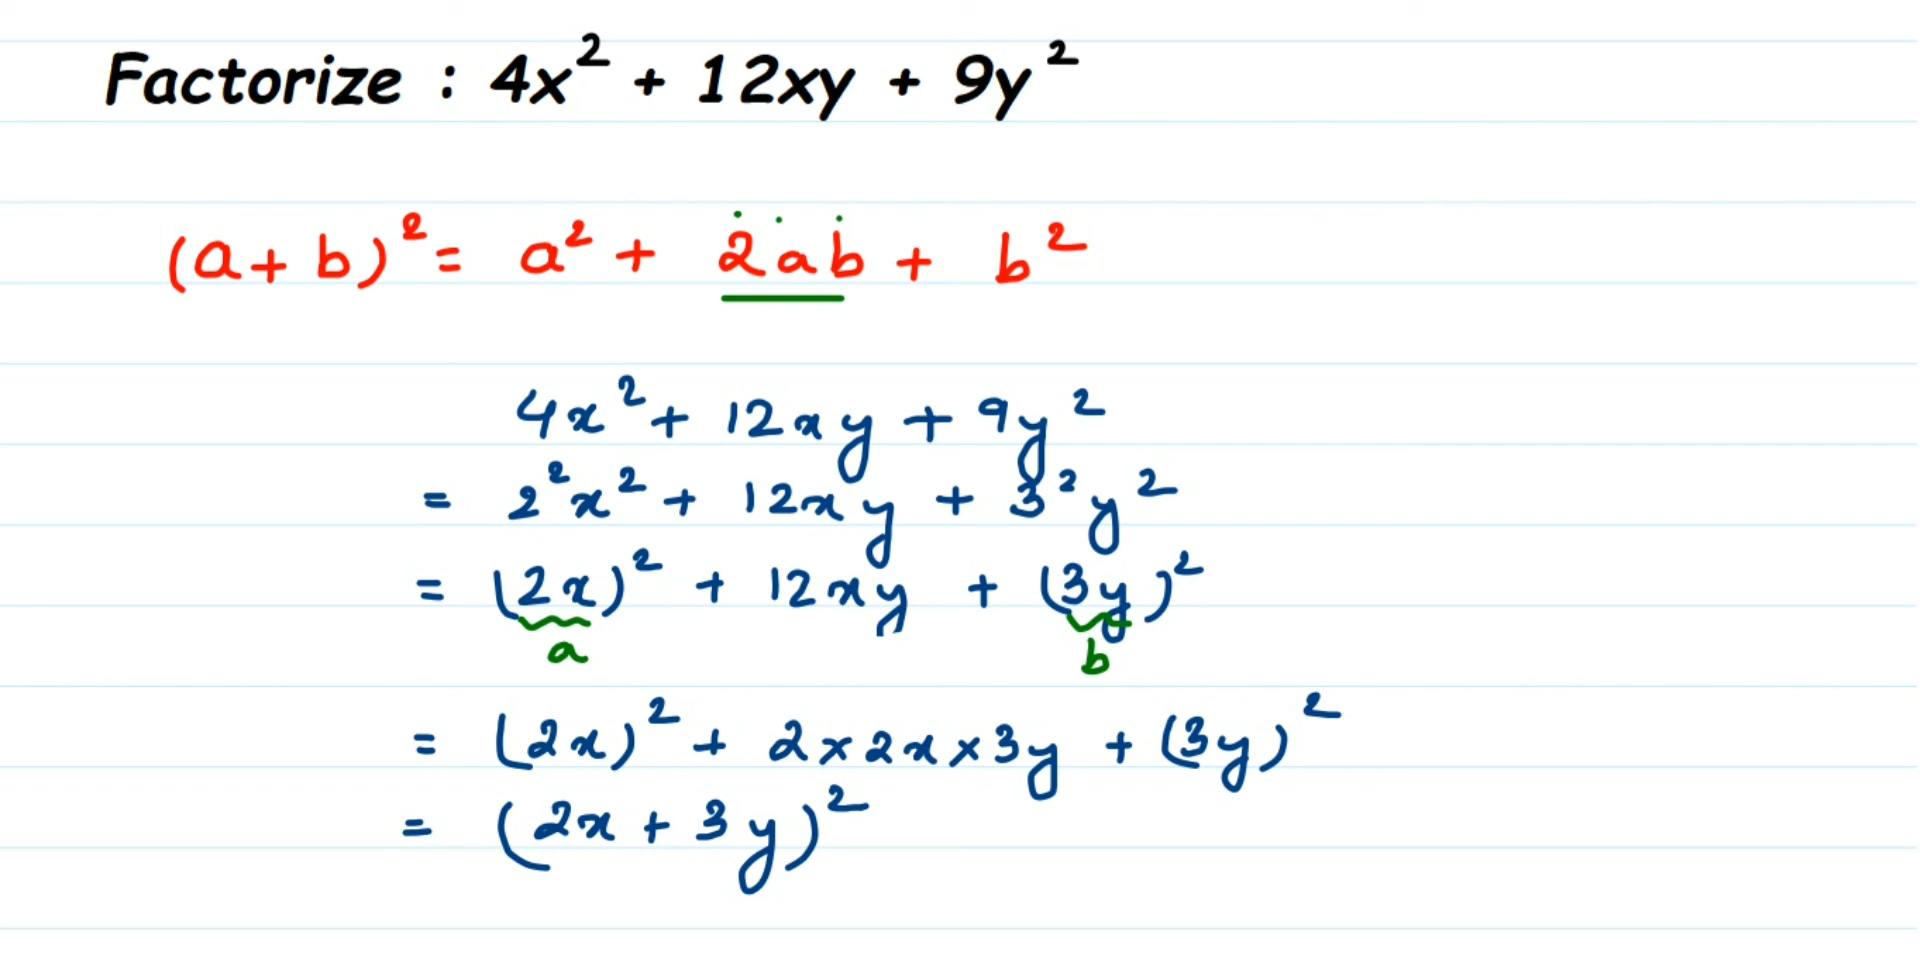 Factorize : 4x² + 12xy + 9y²
(a + b)² = a² + 2ab + b²
4x² + 12xy + 9y²
= 2²x² + 12xy + 3²y²
= (2x)² + 12xy + (3y)²
a b
= (2x)² + 2×2x×3y + (3y)²
= (2x + 3y)²